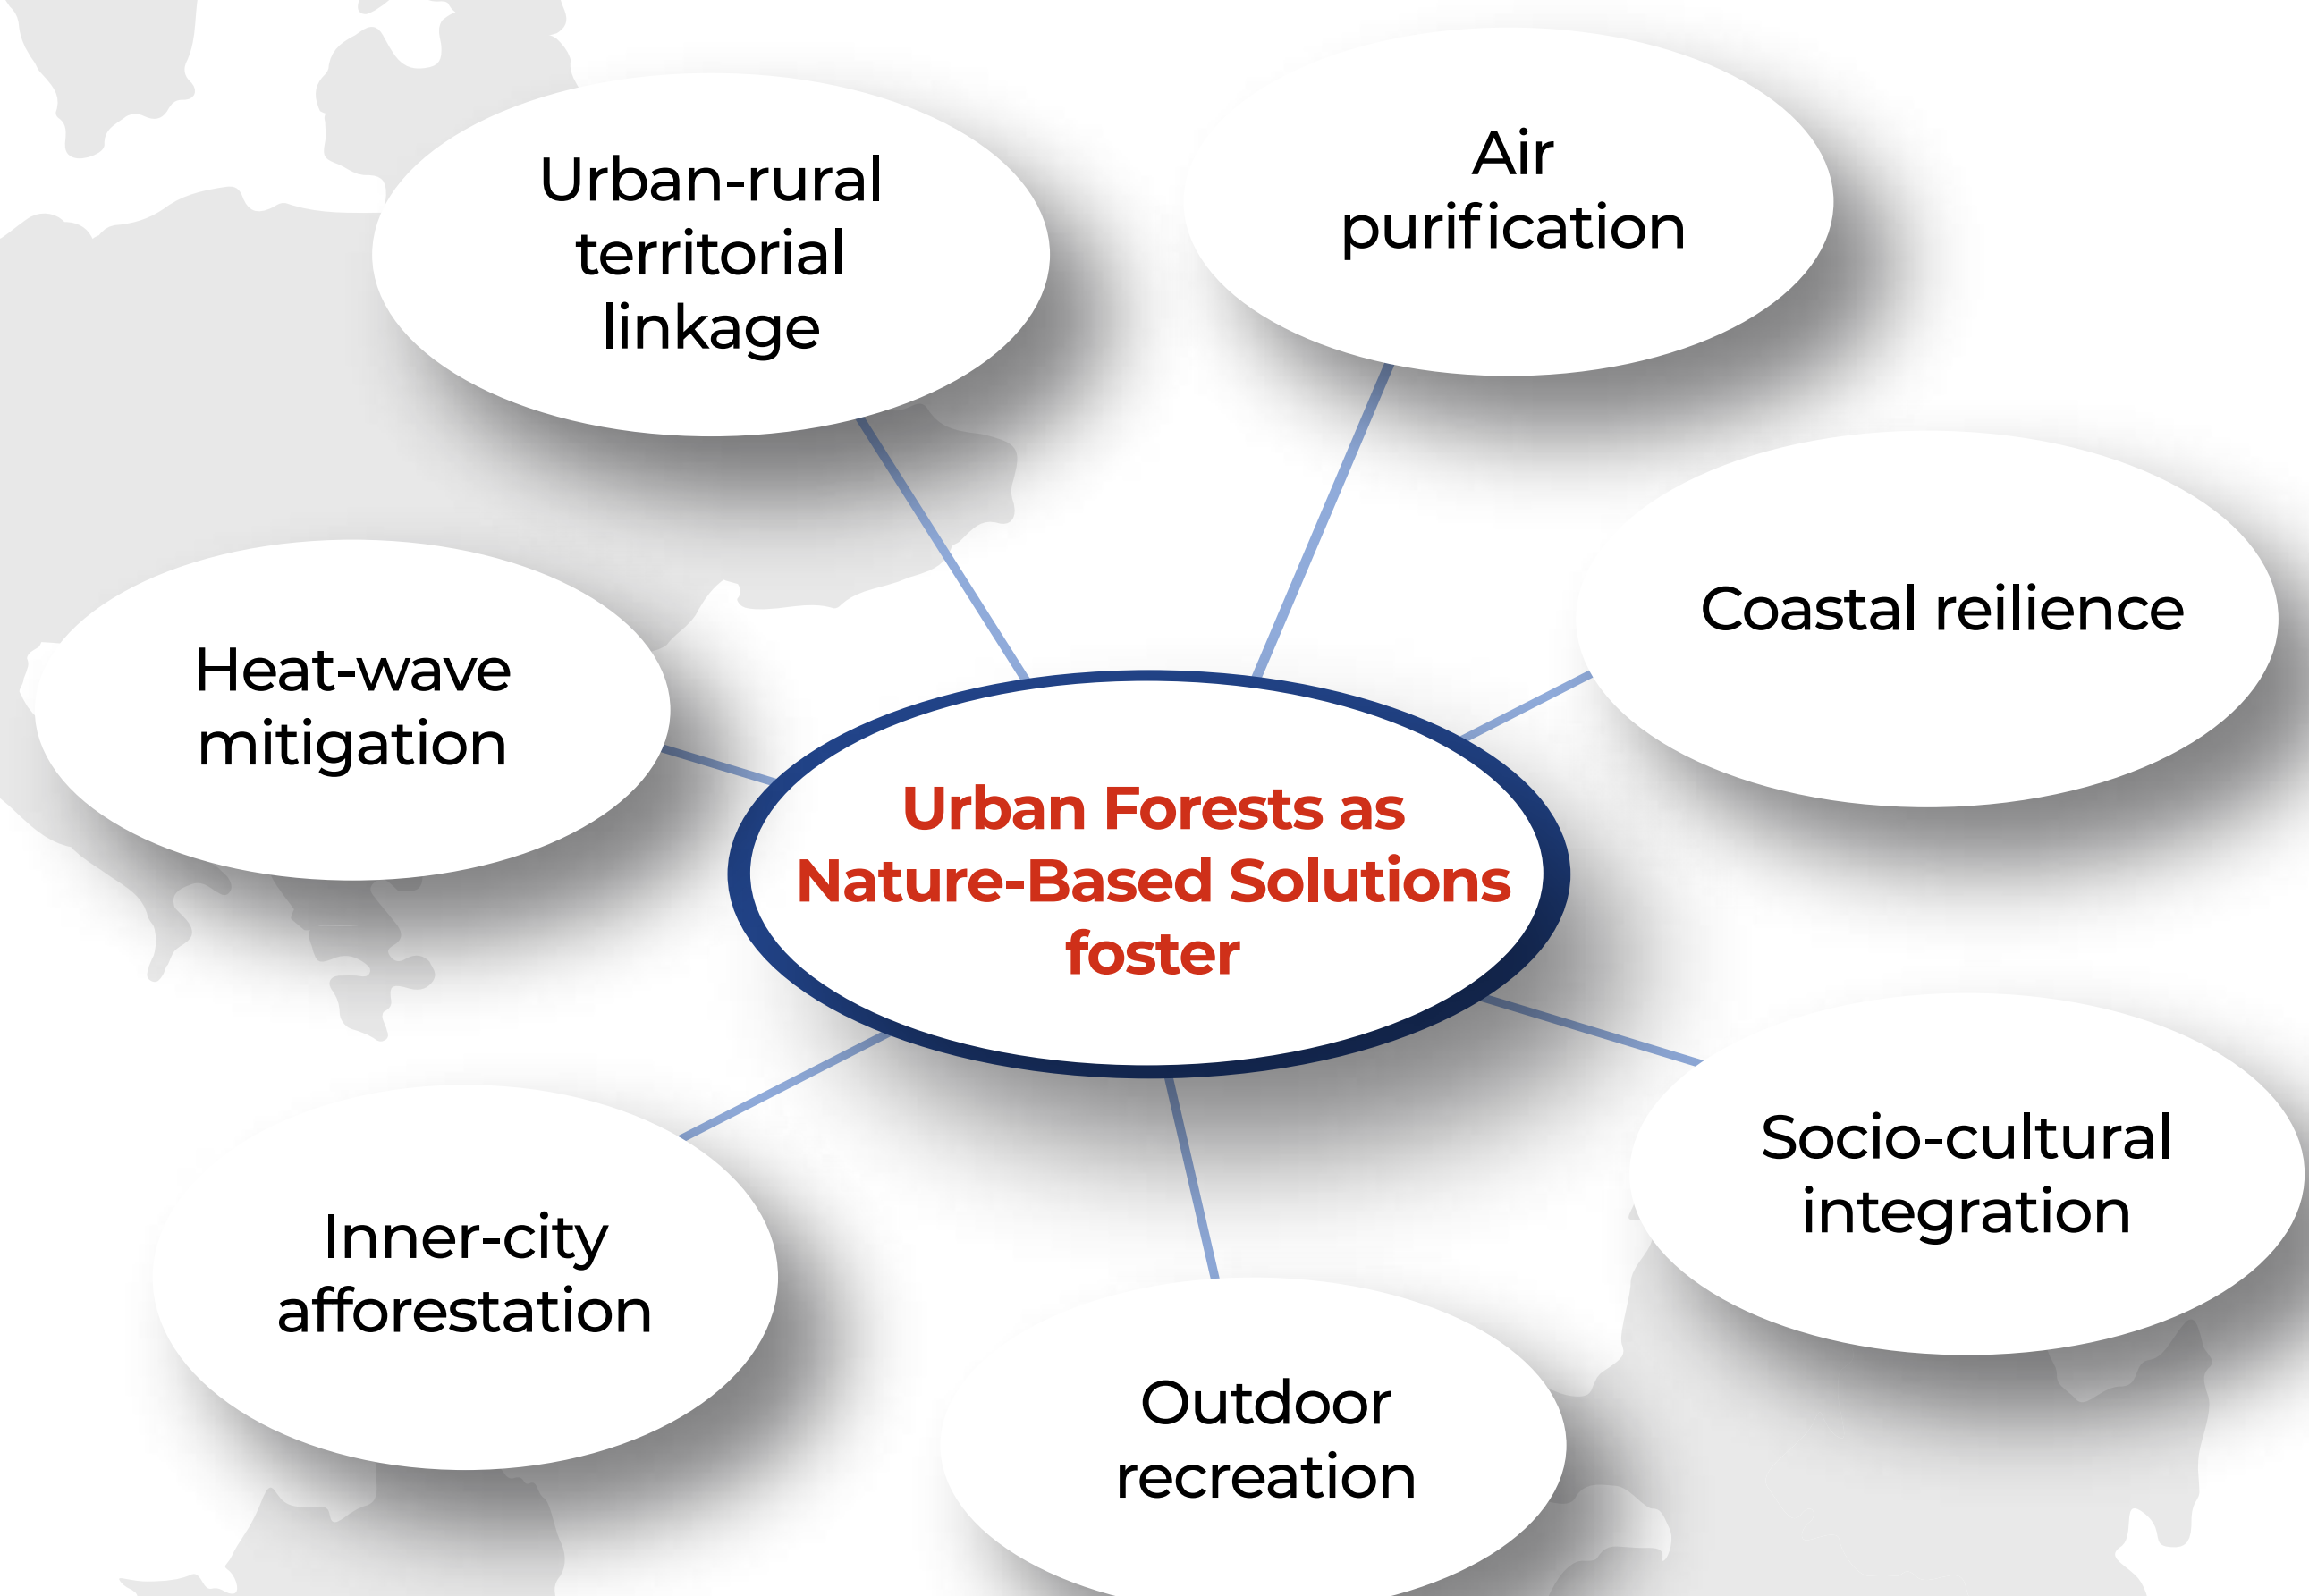 Urban-rural
territorial
linkage
Air
purification
Coastal reilience
Heat-wave
mitigation
Urban Forests as
Nature-Based Solutions
foster
Socio-cultural
integration
Inner-city
afforestation
Outdoor
recreation